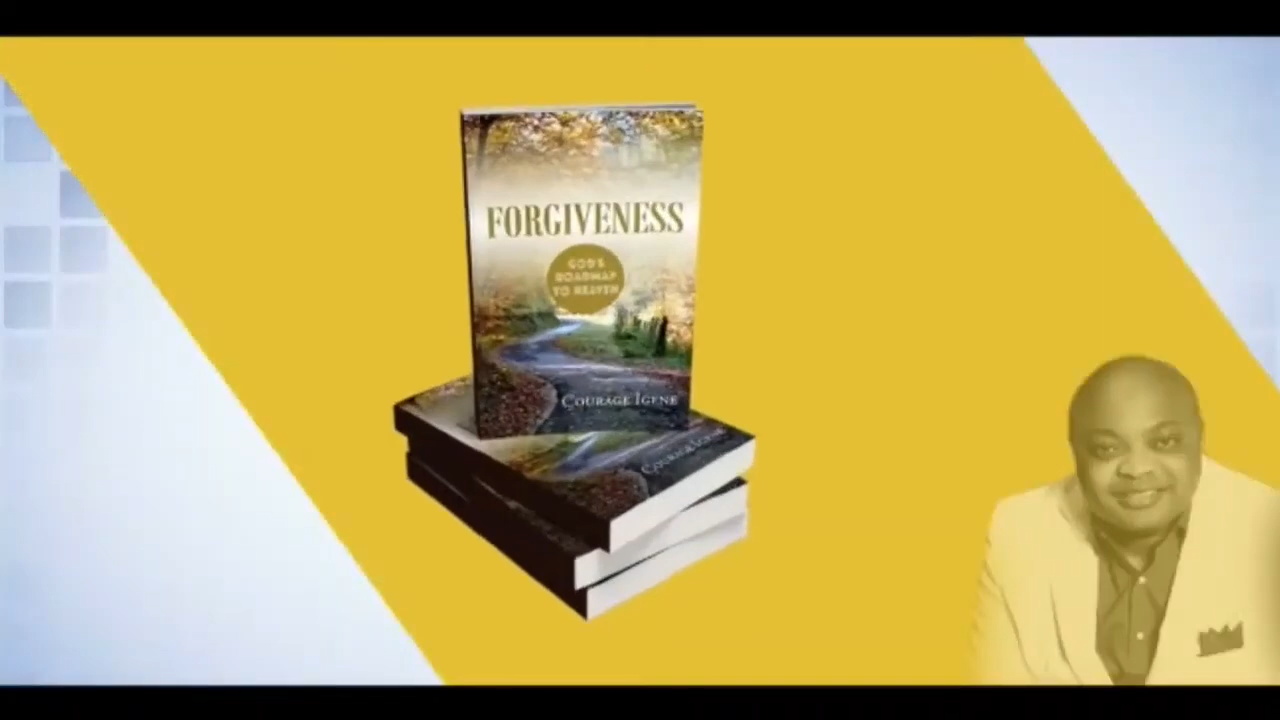 FORGIVENESS
GOD'S
ROADMAP
TO HEAVEN
COURAGE IGENE
COURAGE IGENE